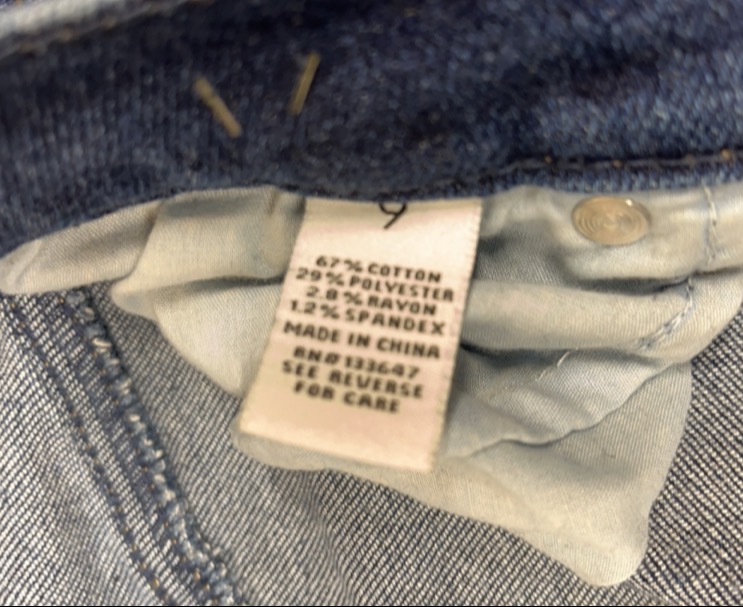 9
67% COTTON
29% POLYESTER
2.8% RAYON
1.2% SPANDEX
MADE IN CHINA
RN# 133647
SEE REVERSE
FOR CARE